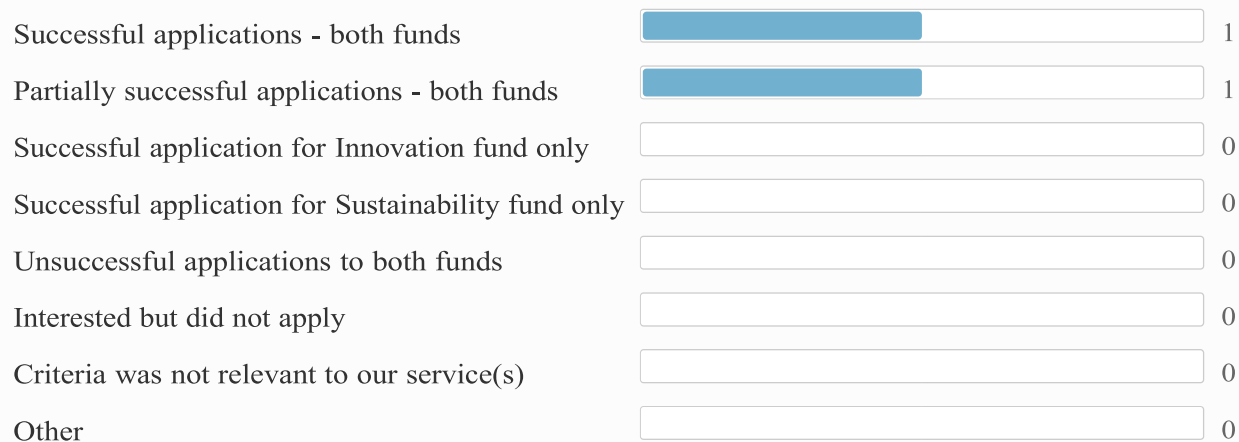 Successful applications - both funds 1
Partially successful applications - both funds 1
Successful application for Innovation fund only 0
Successful application for Sustainability fund only 0
Unsuccessful applications to both funds 0
Interested but did not apply 0
Criteria was not relevant to our service(s) 0
Other 0